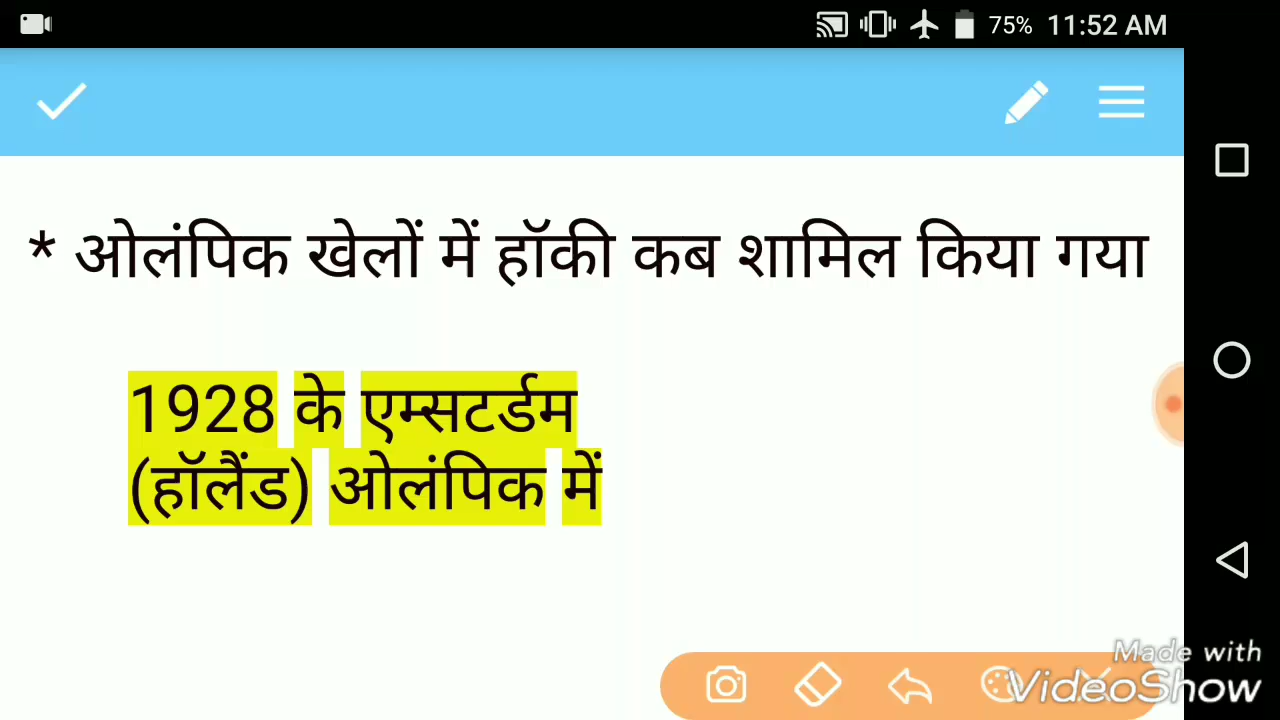 75% 11:52 AM
* ओलंपिक खेलों में हॉकी कब शामिल किया गया
1928 के एम्सटर्डम
(हॉलैंड) ओलंपिक में
Made with
VideoShow